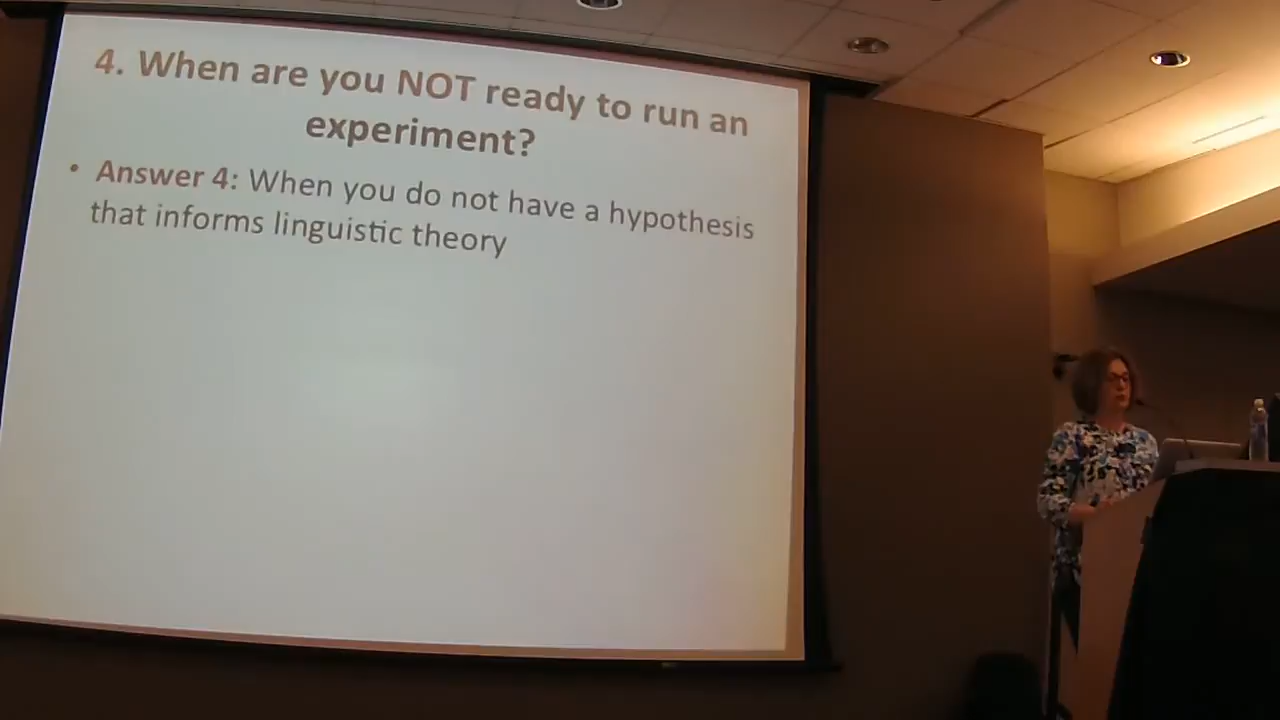 4. When are you NOT ready to run an
experiment?
• Answer 4: When you do not have a hypothesis
that informs linguistic theory